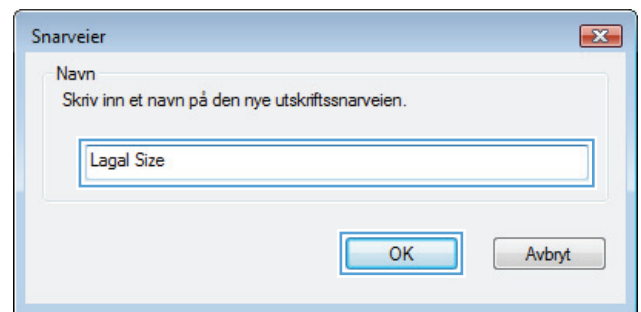 Snarveier
Navn
Skriv inn et navn på den nye utskriftssnarveien.
Lagal Size
OK
Avbryt